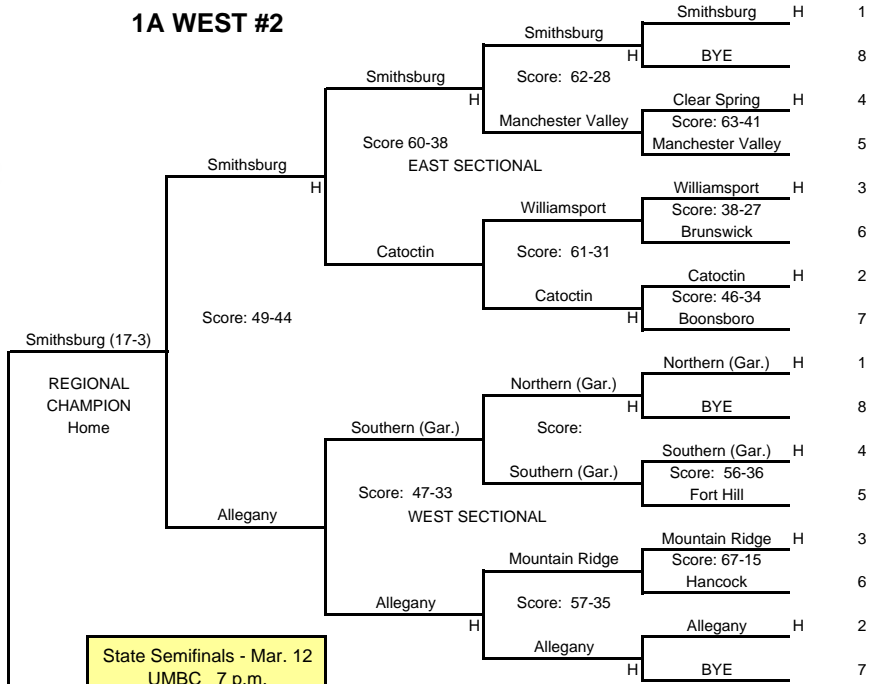 1A WEST #2
Smithsburg H 1
Smithsburg
H BYE 8
Smithsburg Score: 62-28
H Clear Spring H 4
Manchester Valley Score: 63-41
Score 60-38 Manchester Valley 5
Smithsburg EAST SECTIONAL
H Williamsport H 3
Williamsport Score: 38-27
Brunswick 6
Catoctin Score: 61-31
Catoctin H 2
Catoctin Score: 46-34
Score: 49-44 H Boonsboro 7
Smithsburg (17-3)
Northern (Gar.) H 1
REGIONAL Northern (Gar.)
CHAMPION H BYE 8
Home Southern (Gar.) Score:
Southern (Gar.) H 4
Southern (Gar.) Score: 56-36
Score: 47-33 Fort Hill 5
Allegany WEST SECTIONAL
Mountain Ridge H 3
Mountain Ridge Score: 67-15
Hancock 6
Allegany Score: 57-35
H Allegany H 2
Allegany
State Semifinals - Mar. 12
H BYE 7
UMBC 7 p.m.